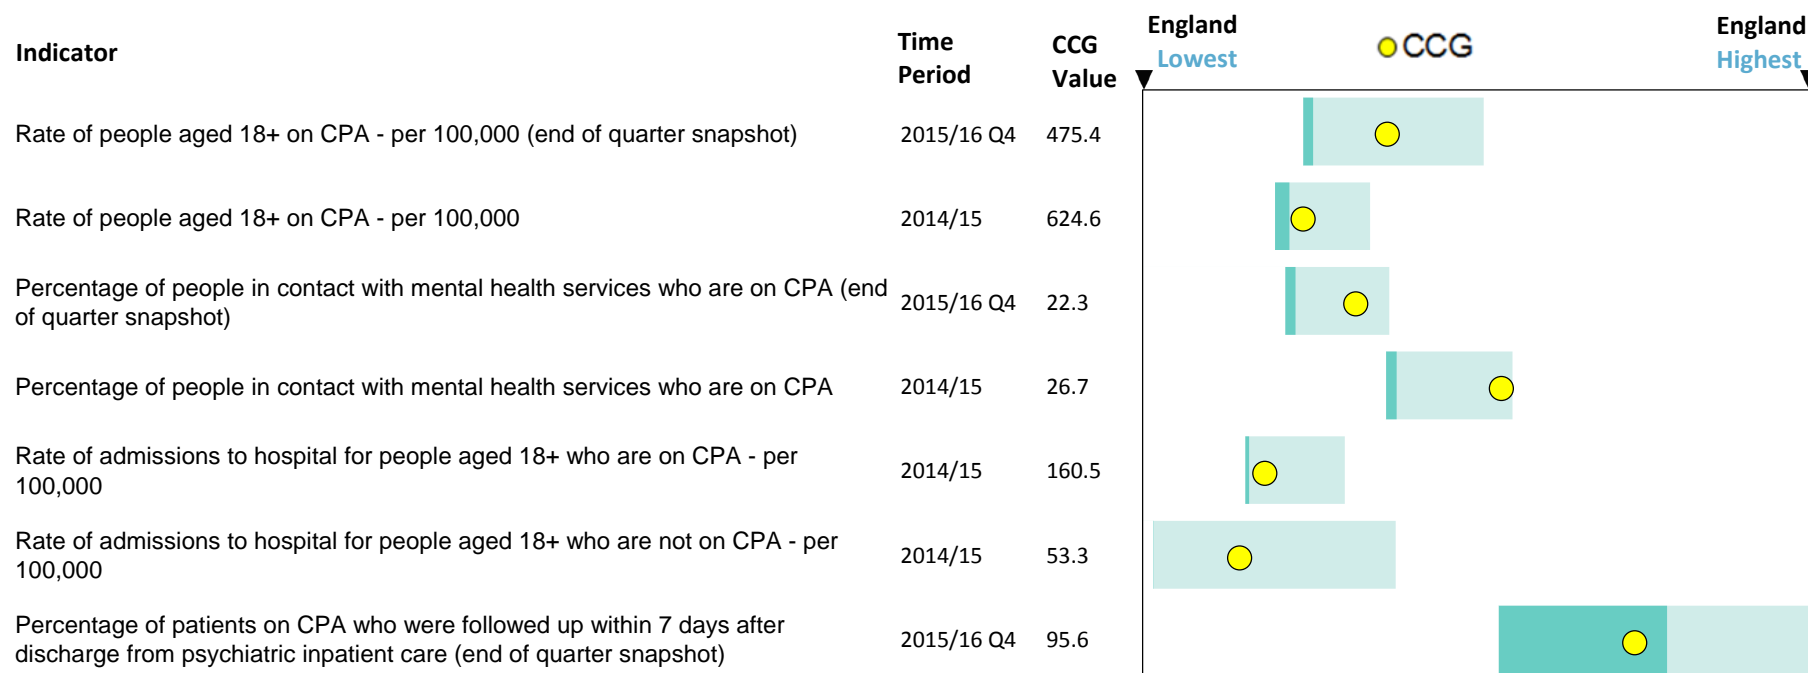 Indicator
Time
Period
CCG
Value
England
Lowest
CCG
England
Highest
Rate of people aged 18+ on CPA - per 100,000 (end of quarter snapshot)
2015/16 Q4
475.4
Rate of people aged 18+ on CPA - per 100,000
2014/15
624.6
Percentage of people in contact with mental health services who are on CPA (end
of quarter snapshot)
2015/16 Q4
22.3
Percentage of people in contact with mental health services who are on CPA
2014/15
26.7
Rate of admissions to hospital for people aged 18+ who are on CPA - per
100,000
2014/15
160.5
Rate of admissions to hospital for people aged 18+ who are not on CPA - per
100,000
2014/15
53.3
Percentage of patients on CPA who were followed up within 7 days after
discharge from psychiatric inpatient care (end of quarter snapshot)
2015/16 Q4
95.6